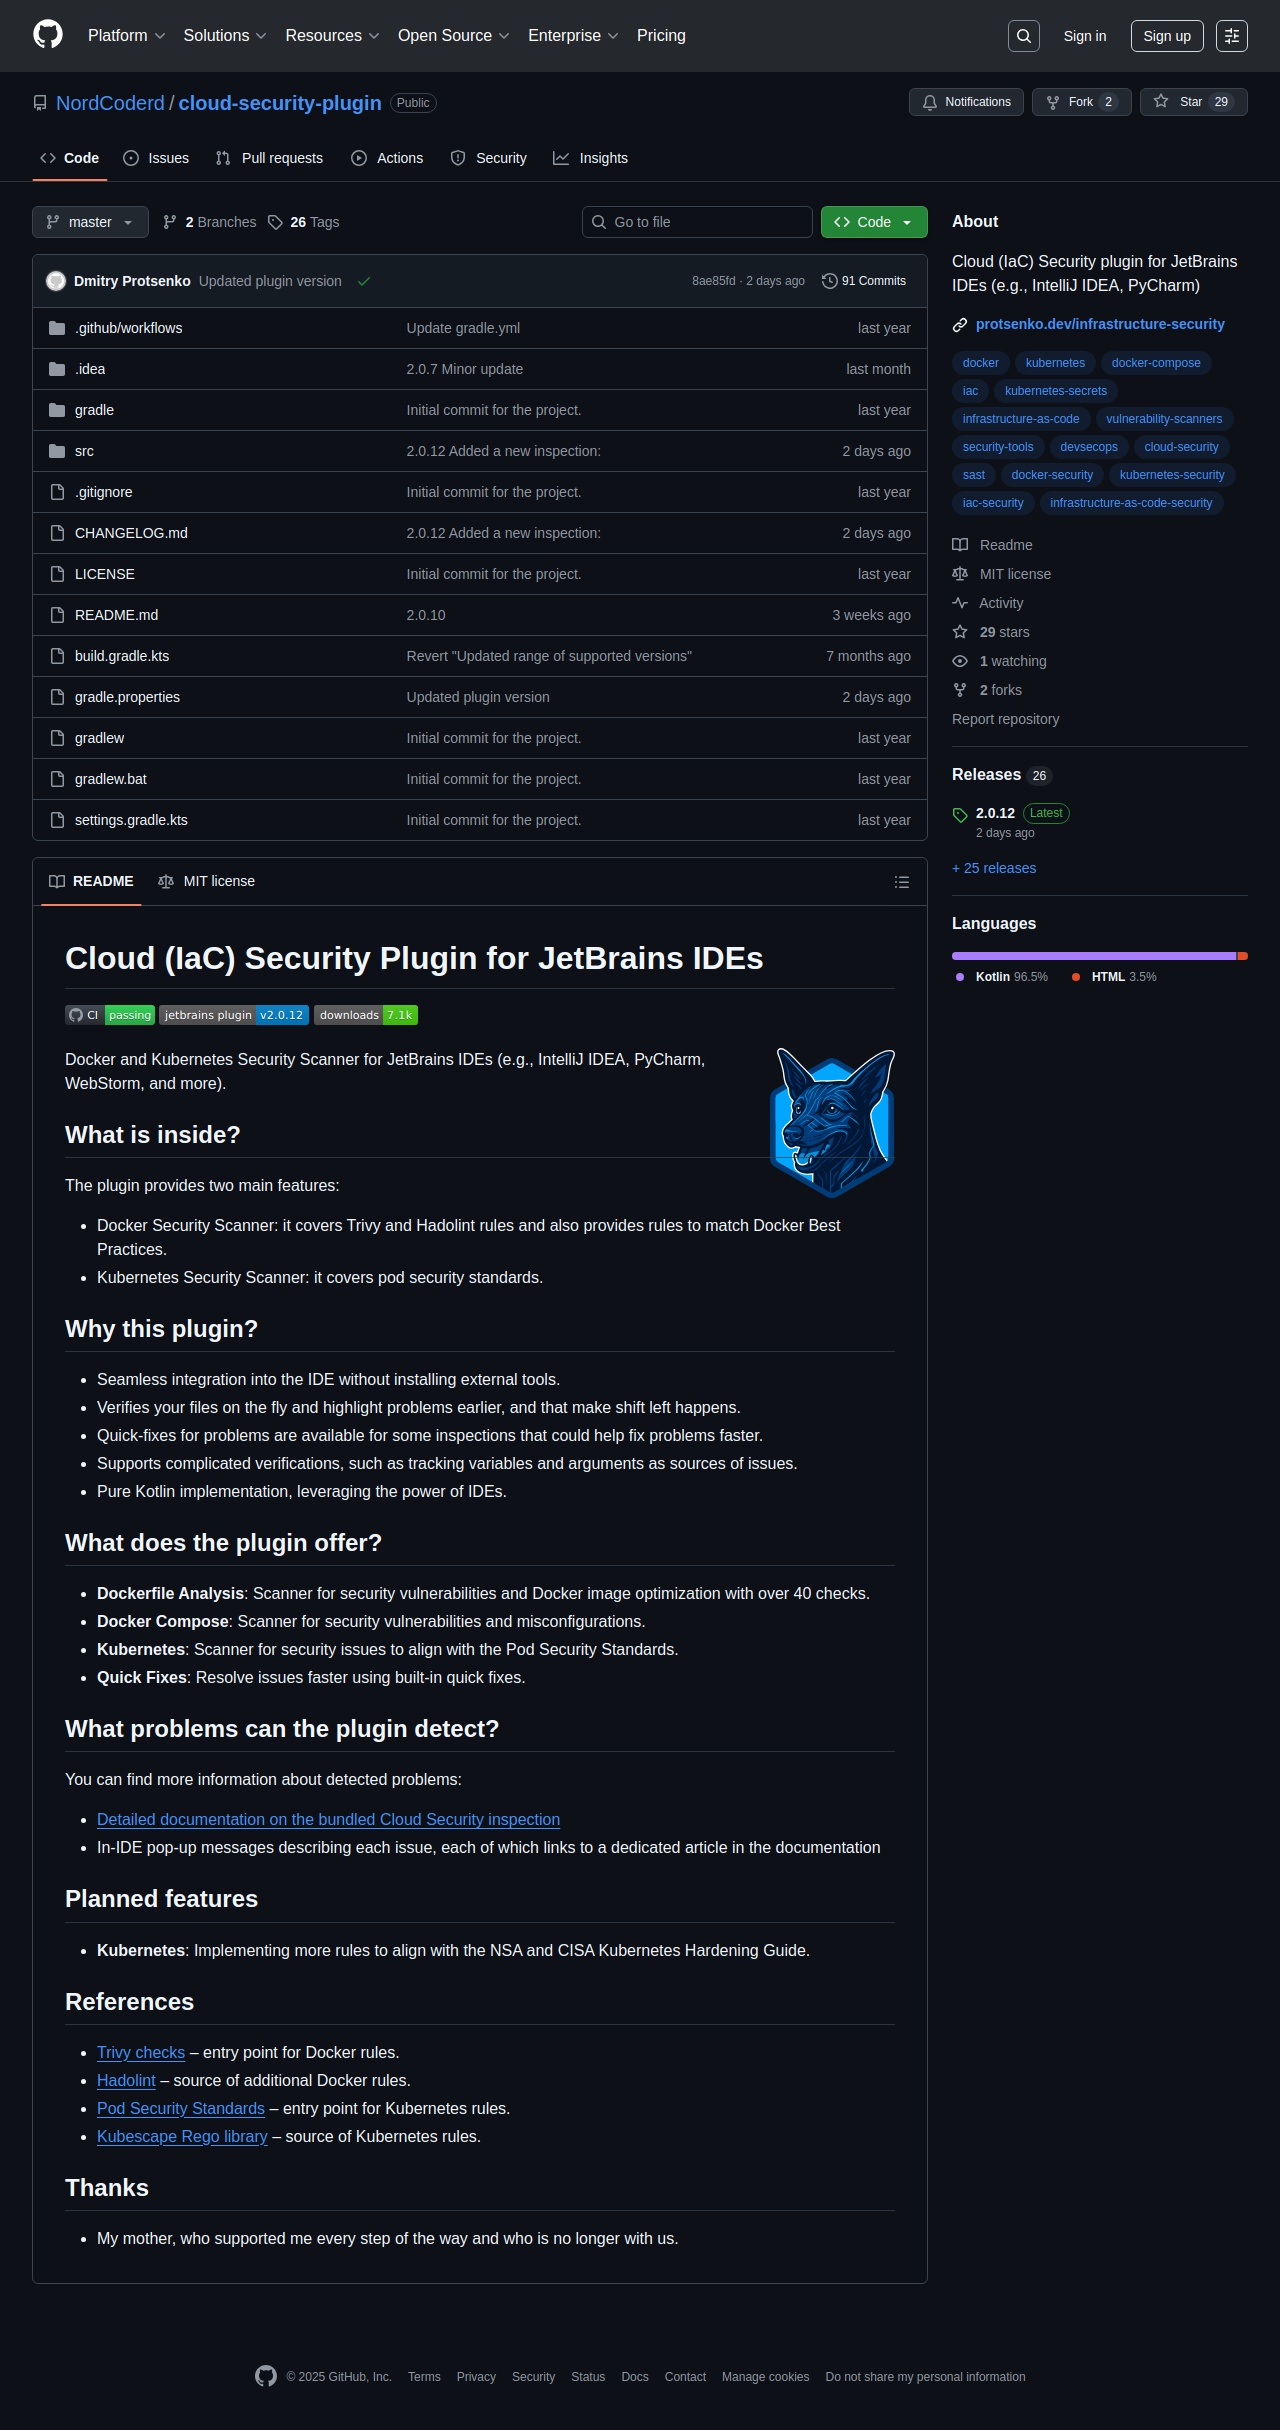 Platform Solutions Resources Open Source Enterprise Pricing Sign in Sign up
NordCoderd / cloud-security-plugin Public Notifications Fork 2 Star 29
Code Issues Pull requests Actions Security Insights
master 2 Branches 26 Tags Go to file Code
Dmitry Protsenko Updated plugin version 8ae85fd · 2 days ago 91 Commits
.github/workflows Update gradle.yml last year
.idea 2.0.7 Minor update last month
gradle Initial commit for the project. last year
src 2.0.12 Added a new inspection: 2 days ago
.gitignore Initial commit for the project. last year
CHANGELOG.md 2.0.12 Added a new inspection: 2 days ago
LICENSE Initial commit for the project. last year
README.md 2.0.10 3 weeks ago
build.gradle.kts Revert "Updated range of supported versions" 7 months ago
gradle.properties Updated plugin version 2 days ago
gradlew Initial commit for the project. last year
gradlew.bat Initial commit for the project. last year
settings.gradle.kts Initial commit for the project. last year
README MIT license
Cloud (IaC) Security Plugin for JetBrains IDEs
CI passing jetbrains plugin v2.0.12 downloads 7.1k
Docker and Kubernetes Security Scanner for JetBrains IDEs (e.g., IntelliJ IDEA, PyCharm,
WebStorm, and more).
What is inside?
The plugin provides two main features:
Docker Security Scanner: it covers Trivy and Hadolint rules and also provides rules to match Docker Best
Practices.
Kubernetes Security Scanner: it covers pod security standards.
Why this plugin?
Seamless integration into the IDE without installing external tools.
Verifies your files on the fly and highlight problems earlier, and that make shift left happens.
Quick-fixes for problems are available for some inspections that could help fix problems faster.
Supports complicated verifications, such as tracking variables and arguments as sources of issues.
Pure Kotlin implementation, leveraging the power of IDEs.
What does the plugin offer?
Dockerfile Analysis: Scanner for security vulnerabilities and Docker image optimization with over 40 checks.
Docker Compose: Scanner for security vulnerabilities and misconfigurations.
Kubernetes: Scanner for security issues to align with the Pod Security Standards.
Quick Fixes: Resolve issues faster using built-in quick fixes.
What problems can the plugin detect?
You can find more information about detected problems:
Detailed documentation on the bundled Cloud Security inspection
In-IDE pop-up messages describing each issue, each of which links to a dedicated article in the documentation
Planned features
Kubernetes: Implementing more rules to align with the NSA and CISA Kubernetes Hardening Guide.
References
Trivy checks – entry point for Docker rules.
Hadolint – source of additional Docker rules.
Pod Security Standards – entry point for Kubernetes rules.
Kubescape Rego library – source of Kubernetes rules.
Thanks
My mother, who supported me every step of the way and who is no longer with us.
About
Cloud (IaC) Security plugin for JetBrains
IDEs (e.g., IntelliJ IDEA, PyCharm)
protsenko.dev/infrastructure-security
docker kubernetes docker-compose
iac kubernetes-secrets
infrastructure-as-code vulnerability-scanners
security-tools devsecops cloud-security
sast docker-security kubernetes-security
iac-security infrastructure-as-code-security
Readme
MIT license
Activity
29 stars
1 watching
2 forks
Report repository
Releases 26
2.0.12 Latest
2 days ago
+ 25 releases
Languages
Kotlin 96.5% HTML 3.5%
© 2025 GitHub, Inc. Terms Privacy Security Status Docs Contact Manage cookies Do not share my personal information